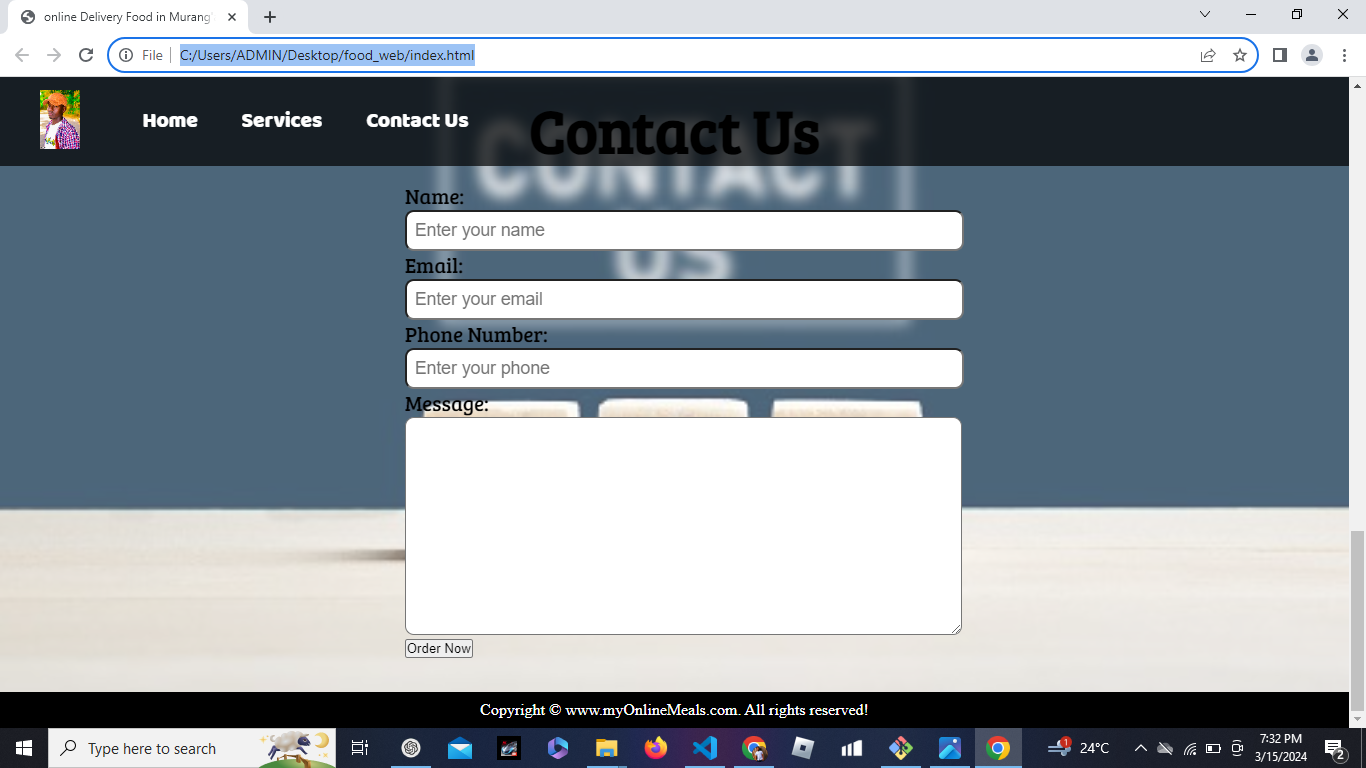 online Delivery Food in Murang'
File
C:/Users/ADMIN/Desktop/food_web/index.html
Home Services Contact Us
Contact Us
CONTACT
US
Name:
Enter your name
Email:
Enter your email
Phone Number:
Enter your phone
Message:
Order Now
Copyright © www.myOnlineMeals.com. All rights reserved!
Type here to search
1
24°C
7:32 PM
3/15/2024
2